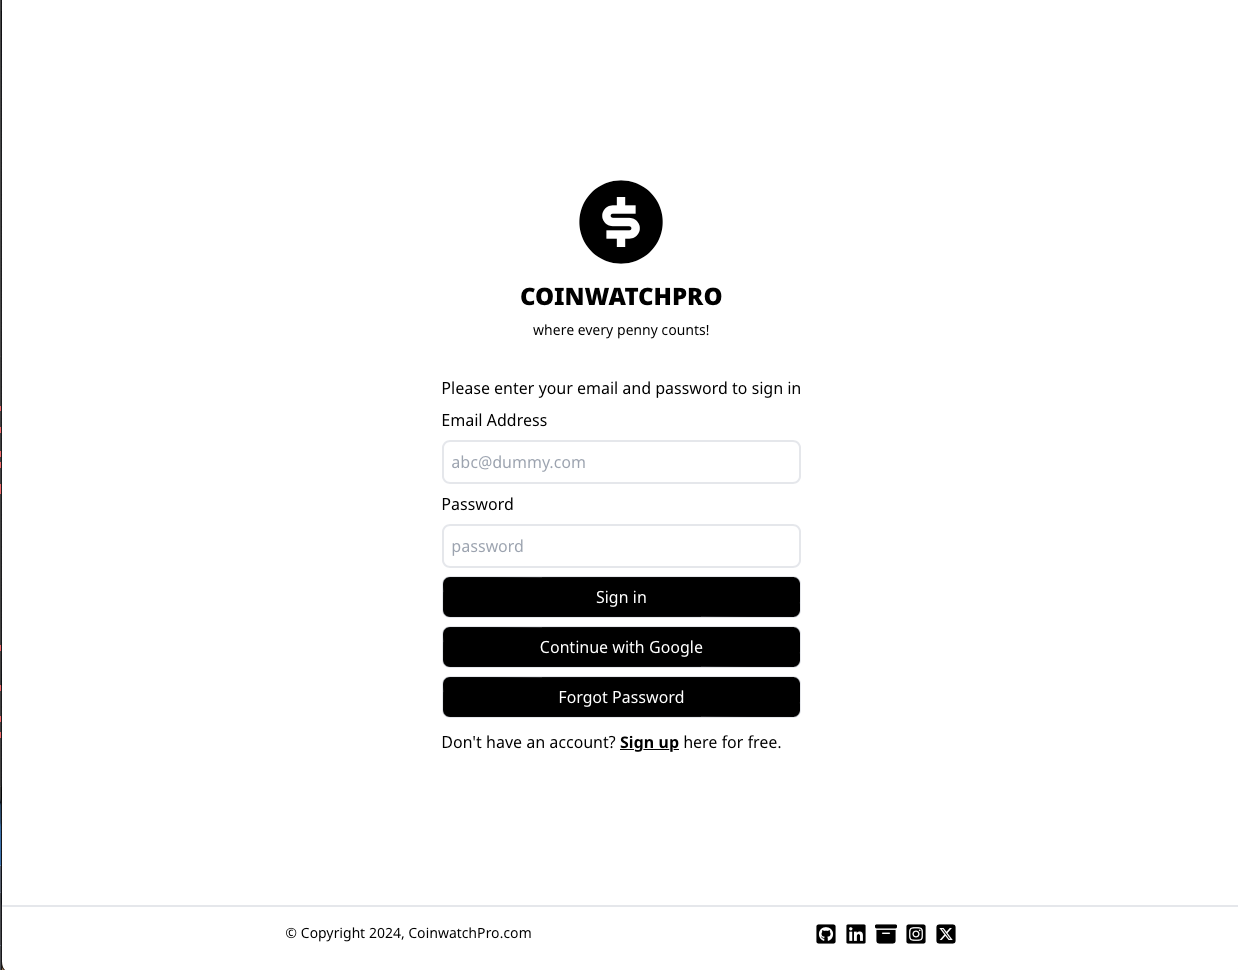 COINWATCHPRO
where every penny counts!
Please enter your email and password to sign in
Email Address
abc@dummy.com
Password
password
Sign in
Continue with Google
Forgot Password
Don't have an account? Sign up here for free.
© Copyright 2024, CoinwatchPro.com